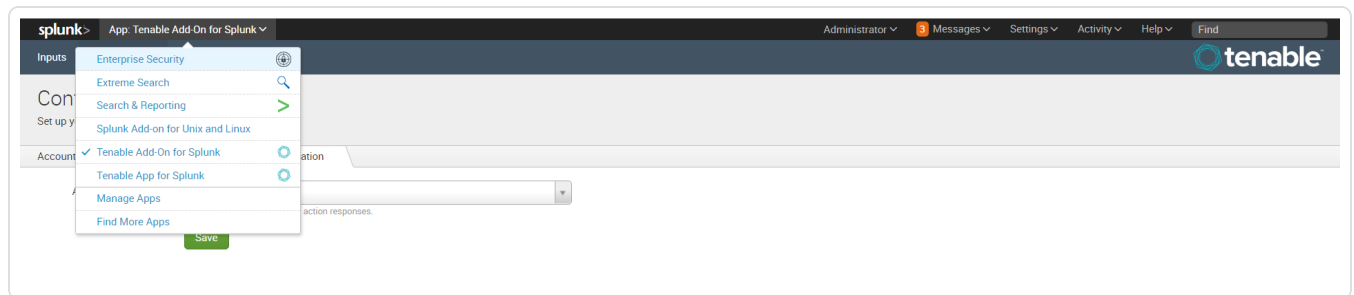 splunk> App: Tenable Add-On for Splunk Administrator 3 Messages Settings Activity Help Find
Inputs tenable
Enterprise Security
Extreme Search
Con
Search & Reporting
Set up y
Splunk Add-on for Unix and Linux
Account Tenable Add-On for Splunk ation
Tenable App for Splunk
Manage Apps
action responses.
Find More Apps
Save